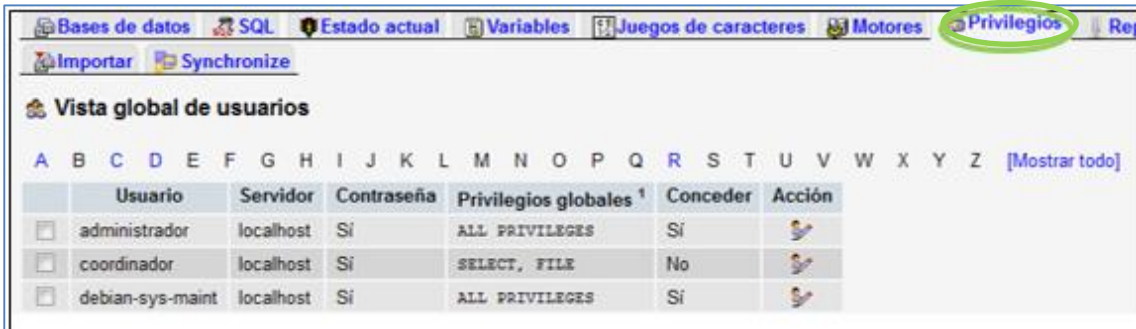 Bases de datos SQL Estado actual Variables Juegos de caracteres Motores Privilegios Rep
Importar Synchronize
Vista global de usuarios
A B C D E F G H I J K L M N O P Q R S T U V W X Y Z [Mostrar todo]
Usuario Servidor Contraseña Privilegios globales 1 Conceder Acción
administrador localhost Sí ALL PRIVILEGES Sí
coordinador localhost Sí SELECT, FILE No
debian-sys-maint localhost Sí ALL PRIVILEGES Sí